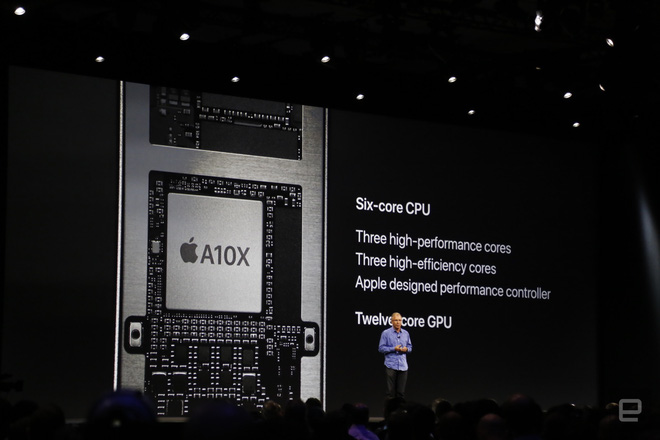 A10X
Six-core CPU
Three high-performance cores
Three high-efficiency cores
Apple designed performance controller
Twelve-core GPU
e